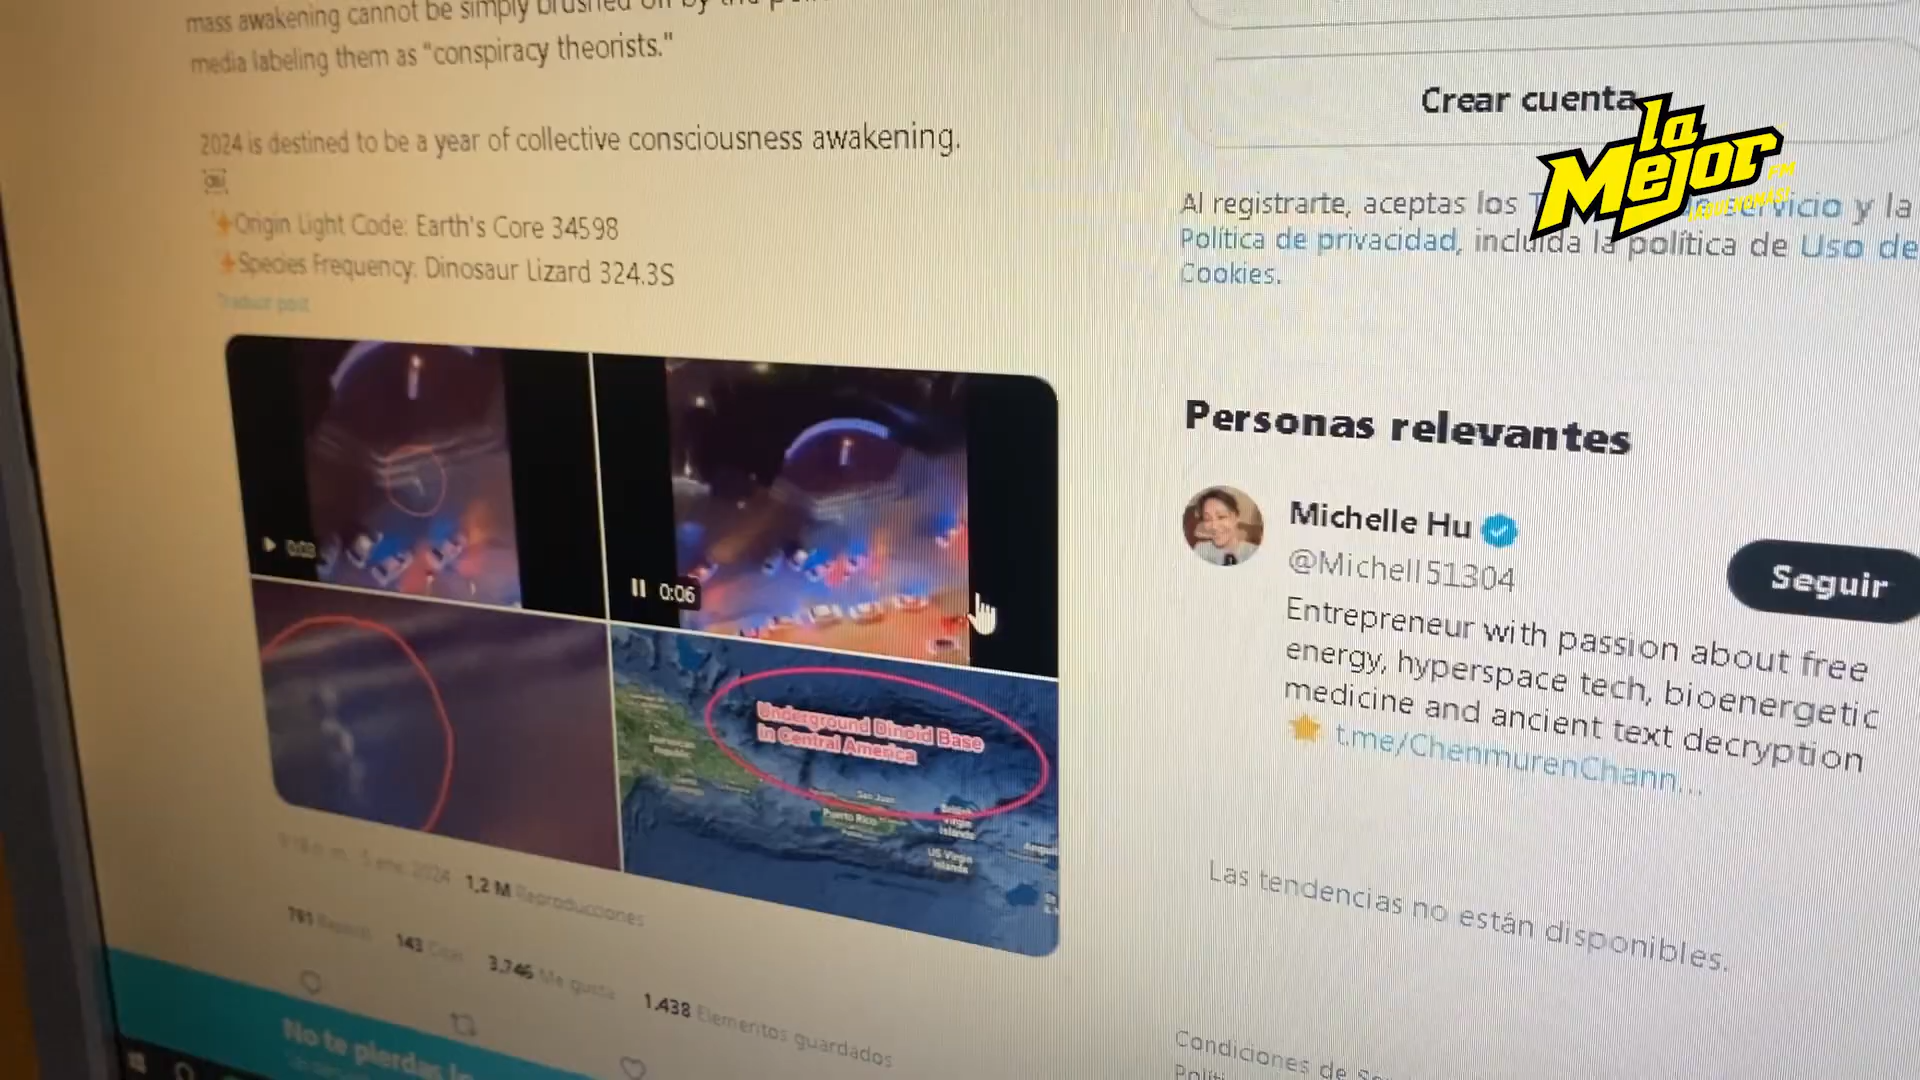 mass awakening cannot be simply brushed off by the
media labeling them as "conspiracy theorists."
2024 is destined to be a year of collective consciousness awakening.
Origin Light Code: Earth's Core 34598
Species Frequency: Dinosaur Lizard 324.3S
Traducir post
0:03
0:06
Underground Dinoid Base
in Central America
Dominican
Republic
San Juan
Puerto Rico
British
Virgin
Islands
US Virgin
Islands
5 ene. 2024 1,2 M Reproducciones
791 Reposts 143 Citas 3.746 Me gusta 1.438 Elementos guardados
No te pierdas lo
Crear cuenta
la
Mejor
FM
Al registrarte, aceptas los y la
Política de privacidad, incluida la política de Uso de
Cookies.
Personas relevantes
Michelle Hu
@Michell51304
Seguir
Entrepreneur with passion about free
energy, hyperspace tech, bioenergetic
medicine and ancient text decryption
t.me/ChenmurenChann...
Las tendencias no están disponibles.
Condiciones de